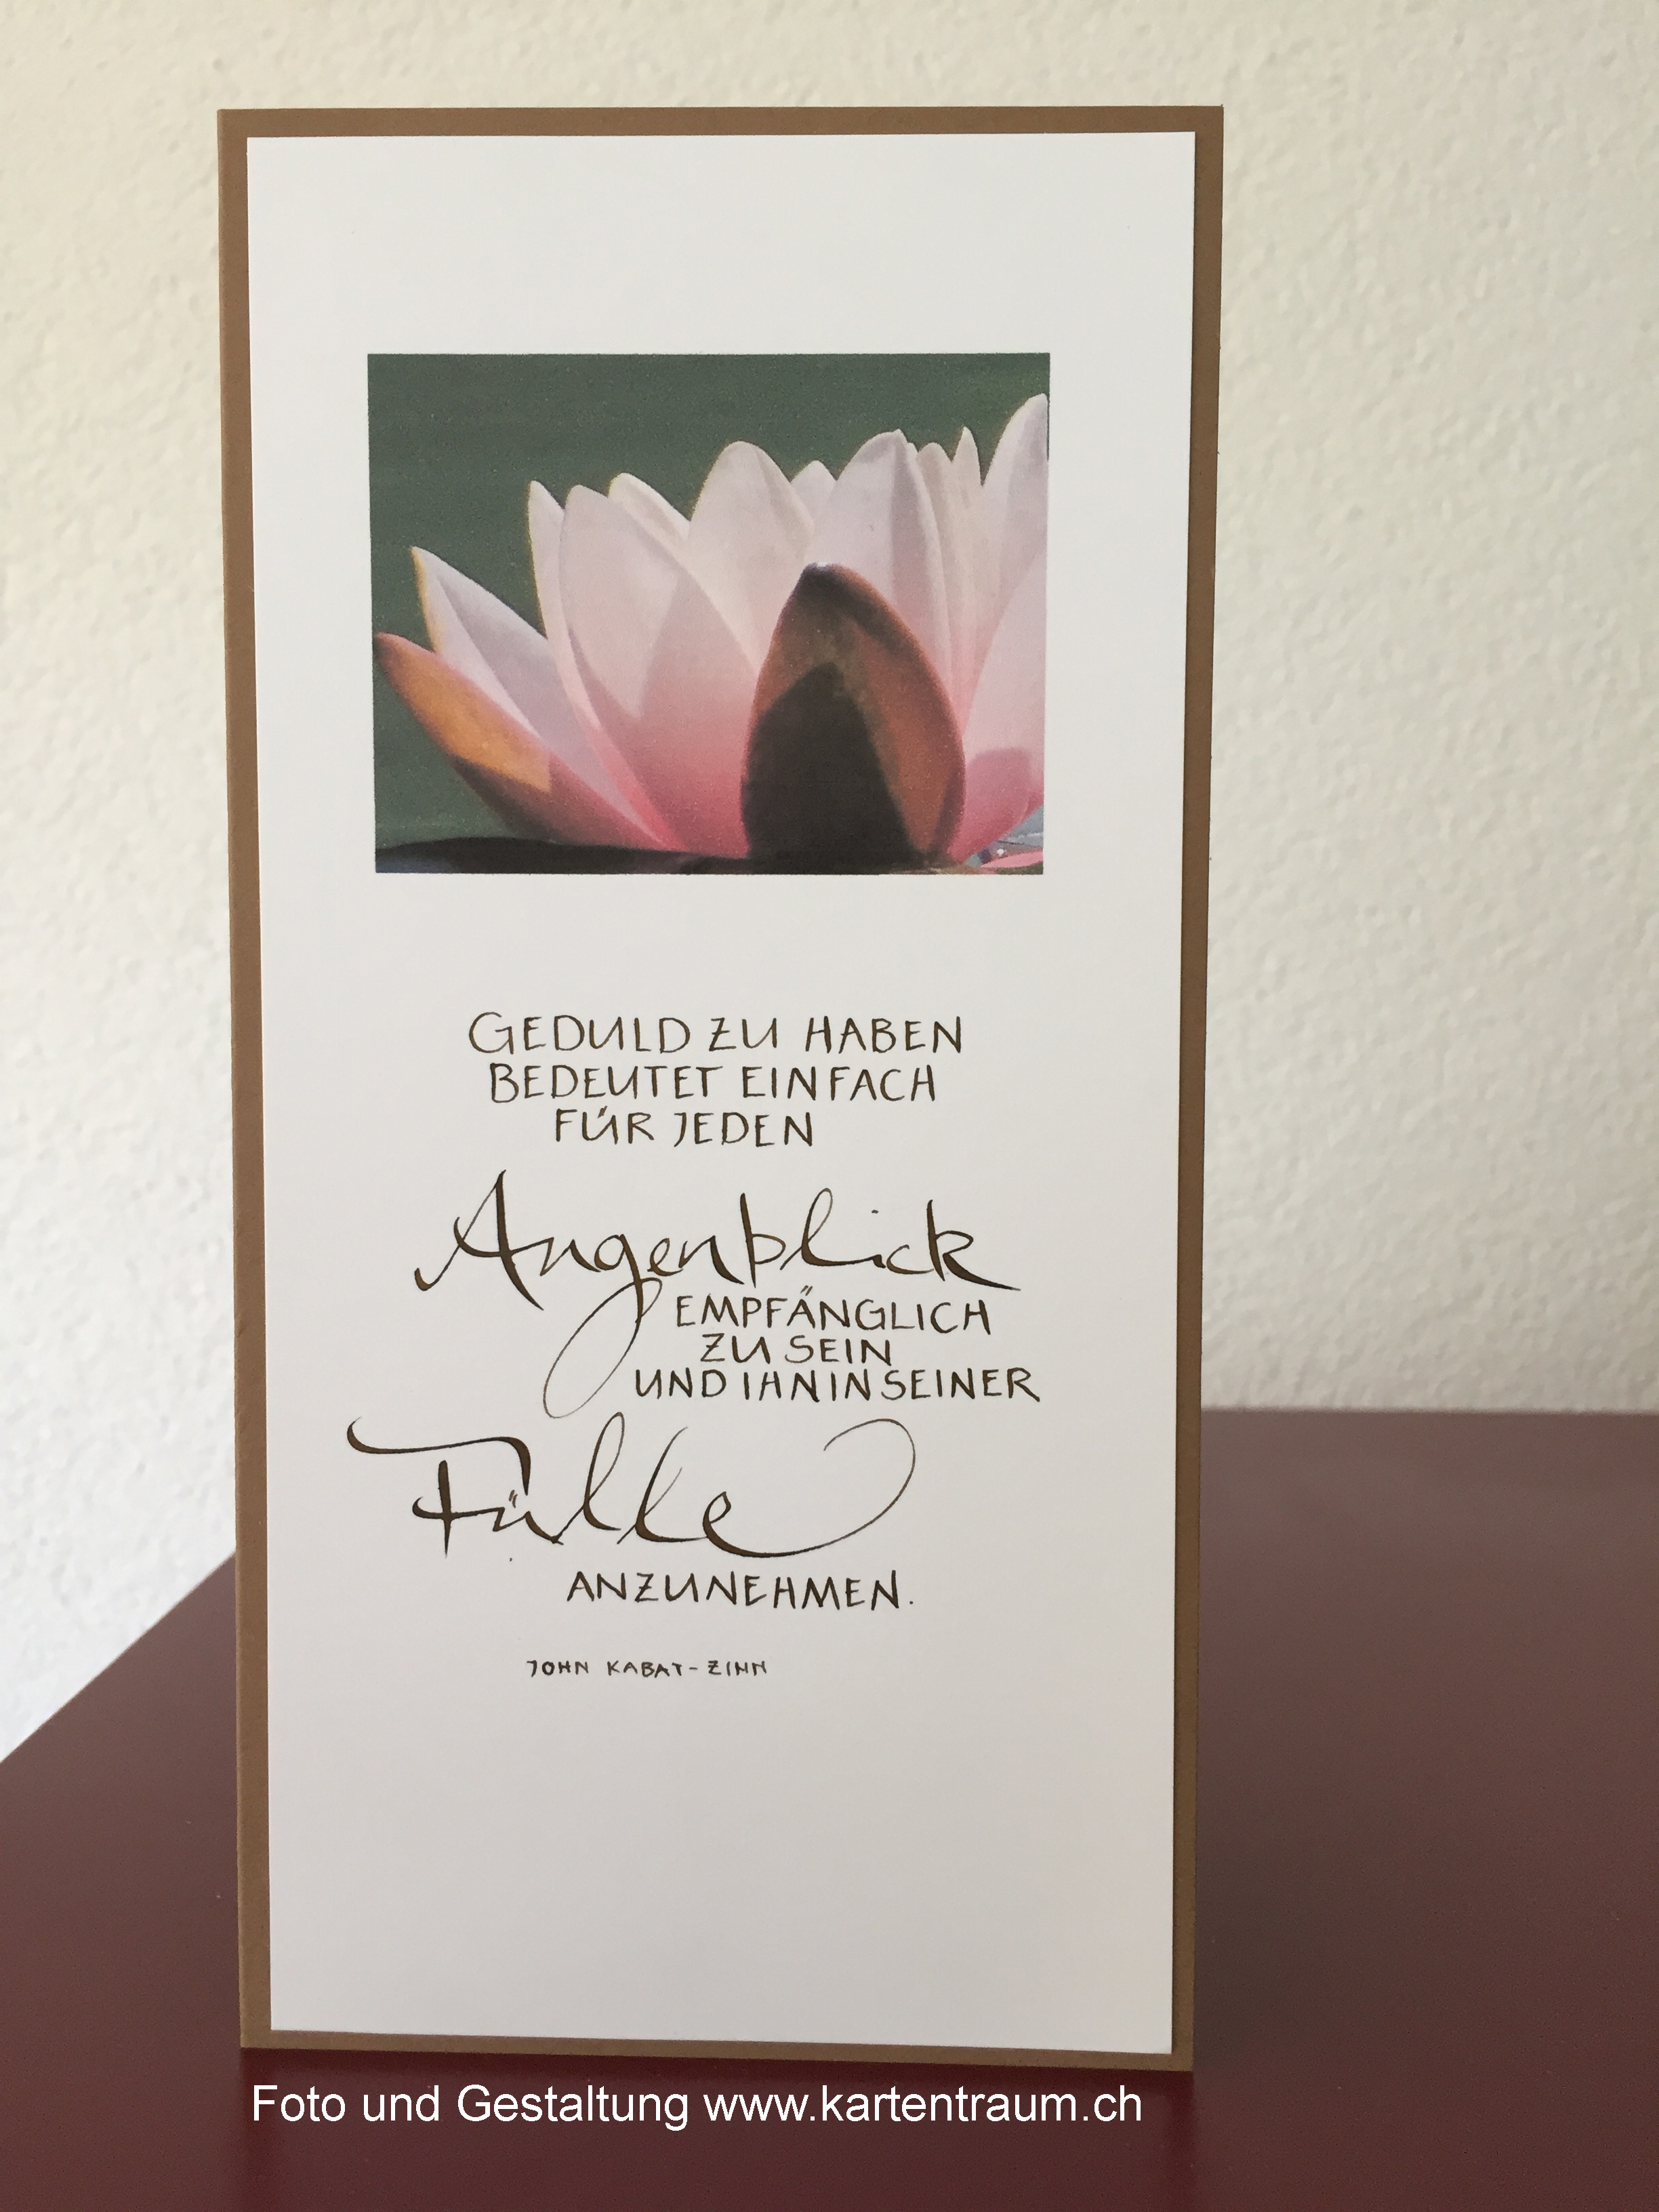 GEDULD ZU HABEN
BEDEUTET EINFACH
FÜR JEDEN
Augenblick
EMPFÄNGLICH
ZU SEIN
UND IHN IN SEINER
Fülle
ANZUNEHMEN.
JOHN KABAT-ZINN
Foto und Gestaltung www.kartentraum.ch